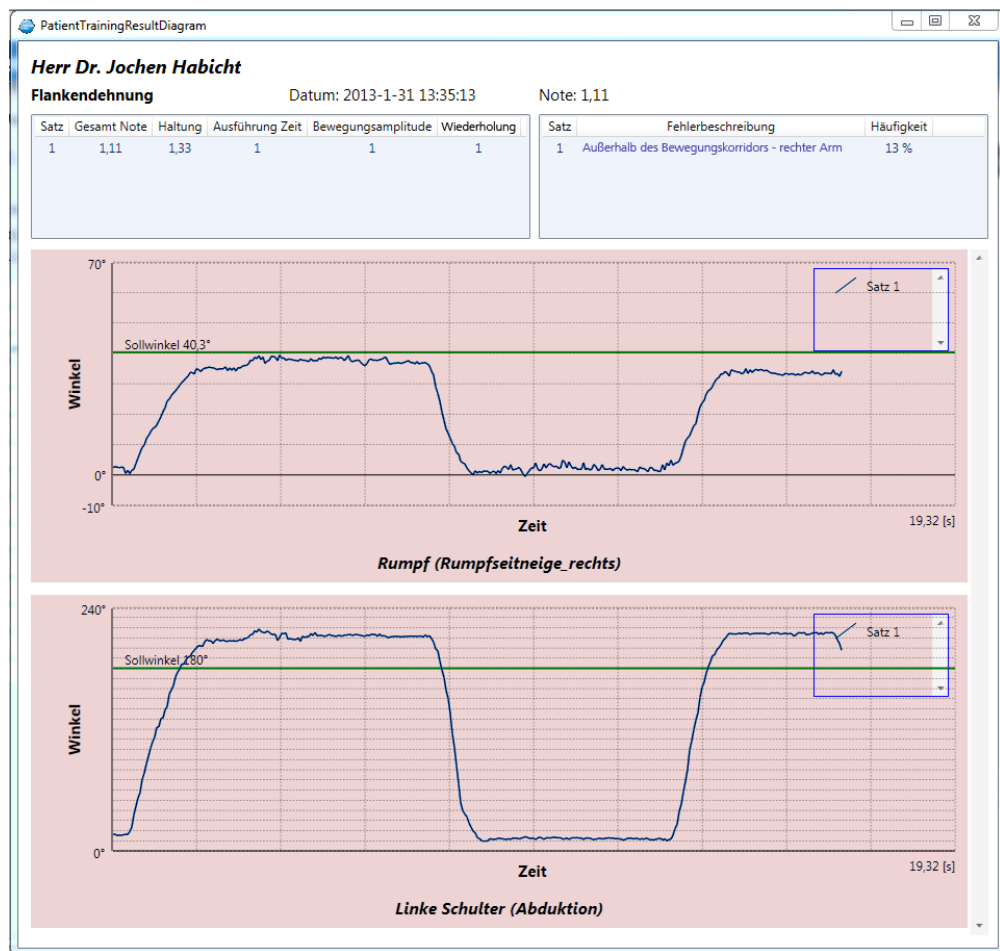 PatientTrainingResultDiagram
Herr Dr. Jochen Habicht
Flankendehnung Datum: 2013-1-31 13:35:13 Note: 1,11
Satz Gesamt Note Haltung Ausführung Zeit Bewegungsamplitude Wiederholung
1 1,11 1,33 1 1 1
Satz Fehlerbeschreibung Häufigkeit
1 Außerhalb des Bewegungskorridors - rechter Arm 13 %
70°
Satz 1
Sollwinkel 40,3°
Winkel
0°
-10°
19,32 [s]
Zeit
Rumpf (Rumpfseitneige_rechts)
240°
Satz 1
Sollwinkel 180°
Winkel
0°
19,32 [s]
Zeit
Linke Schulter (Abduktion)